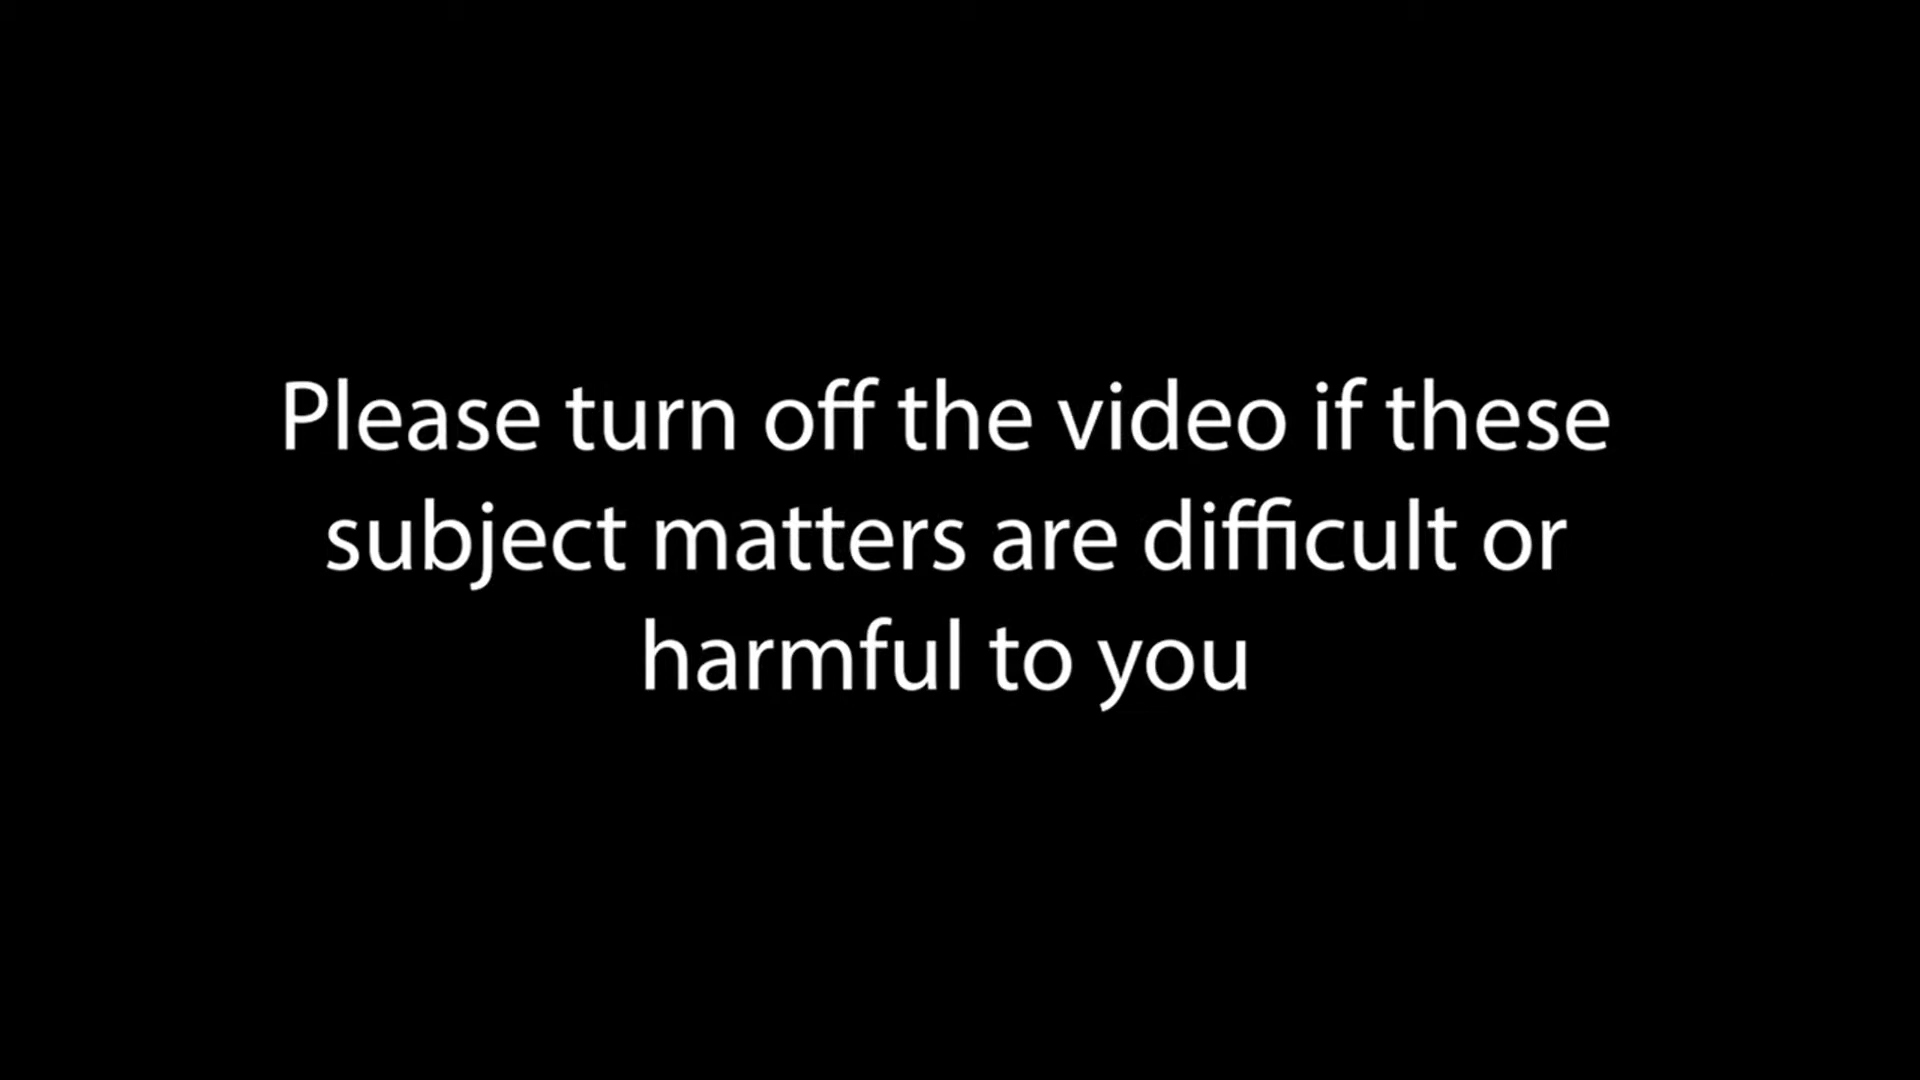 Please turn off the video if these
subject matters are difficult or
harmful to you